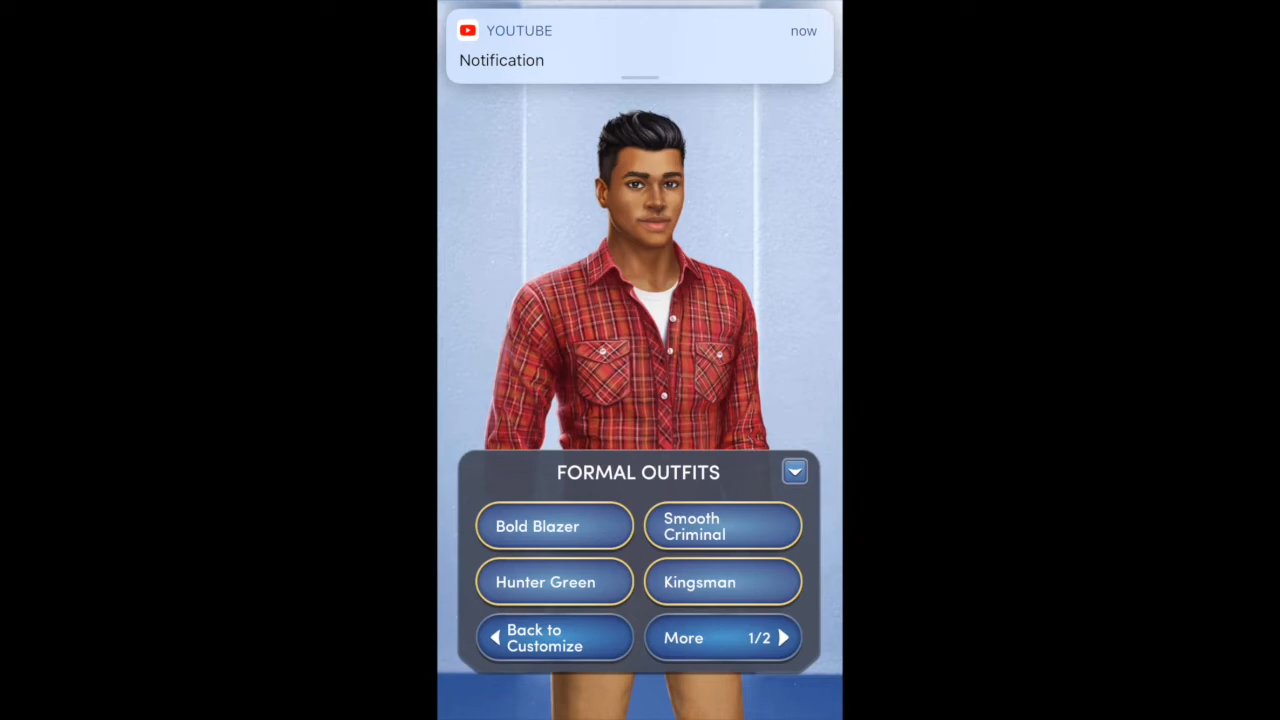 YOUTUBE
now
Notification
FORMAL OUTFITS
Bold Blazer
Smooth
Criminal
Hunter Green
Kingsman
Back to
Customize
More 1/2